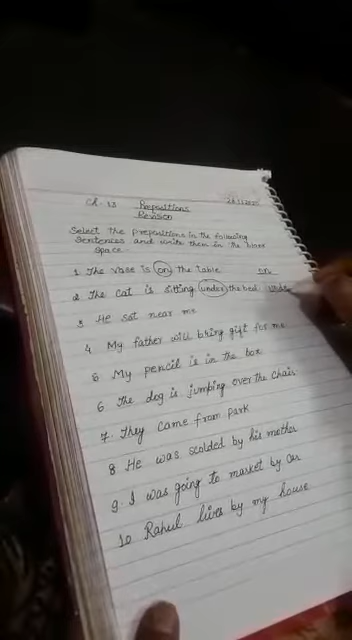 Ch. 13 Prepositions
Revision
Select the prepositions in the following
sentences and write them in the blank
space.
1 The vase is on the table on
2 The cat is sitting under the bed under
3 He sat near me
4 My father will bring gift for me
5 My pencil is in the box
6 The dog is jumping over the chair
7. They came from park
8 He was scolded by his mother
9. I was going to market by car
10 Rahul lives by my house